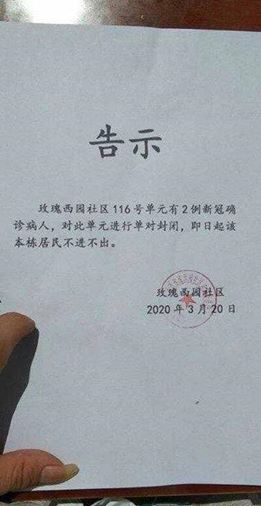 告示
玫瑰西园社区116号单元有2例新冠确
诊病人,对此单元进行单对封闭,即日起该
本栋居民不进不出。
玫瑰西园社区
2020年3月20日